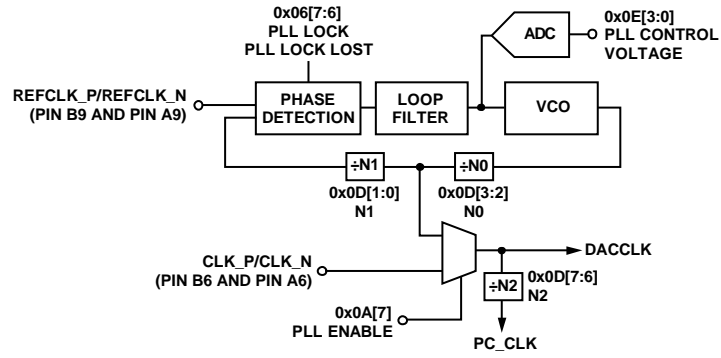 0x06[7:6]
PLL LOCK
PLL LOCK LOST
ADC
0x0E[3:0]
PLL CONTROL
VOLTAGE
REFCLK_P/REFCLK_N
(PIN B9 AND PIN A9)
PHASE
DETECTION
LOOP
FILTER
VCO
÷N1
÷N0
0x0D[1:0]
N1
0x0D[3:2]
N0
DACCLK
CLK_P/CLK_N
(PIN B6 AND PIN A6)
÷N2
0x0D[7:6]
N2
0x0A[7]
PLL ENABLE
PC_CLK